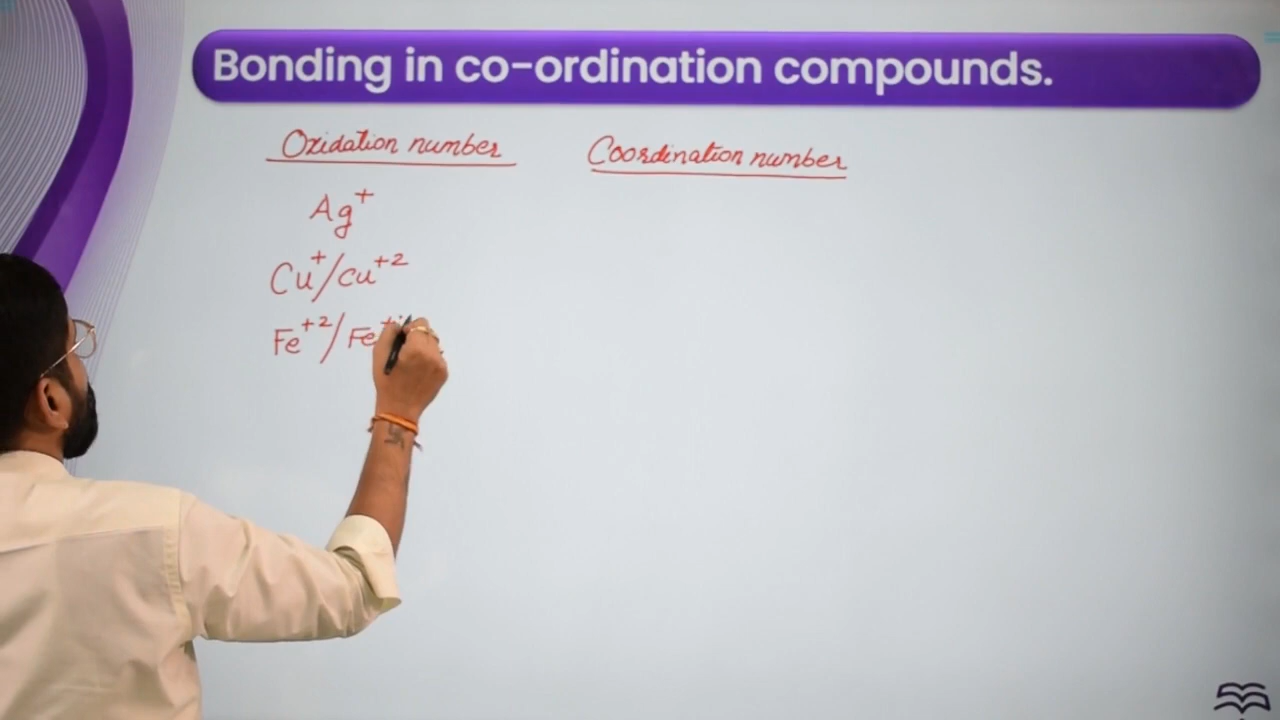 Bonding in co-ordination compounds.
Oxidation number
Coordination number
Ag⁺
Cu⁺/cu⁺²
Fe⁺²/Fe